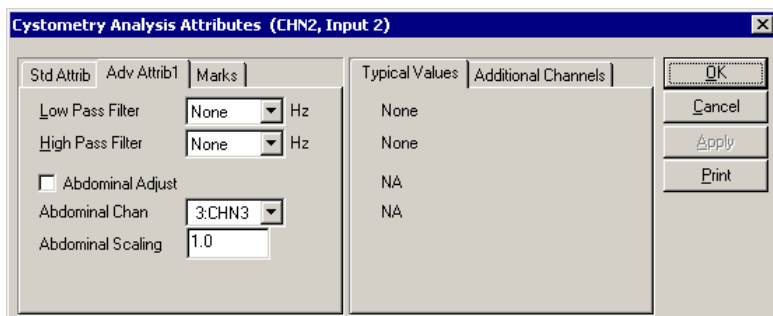 Cystometry Analysis Attributes (CHN2, Input 2)
Std Attrib Adv Attrib1 Marks Typical Values Additional Channels OK
Low Pass Filter None Hz None Cancel
High Pass Filter None Hz None Apply
Abdominal Adjust NA Print
Abdominal Chan 3:CHN3 NA
Abdominal Scaling 1.0